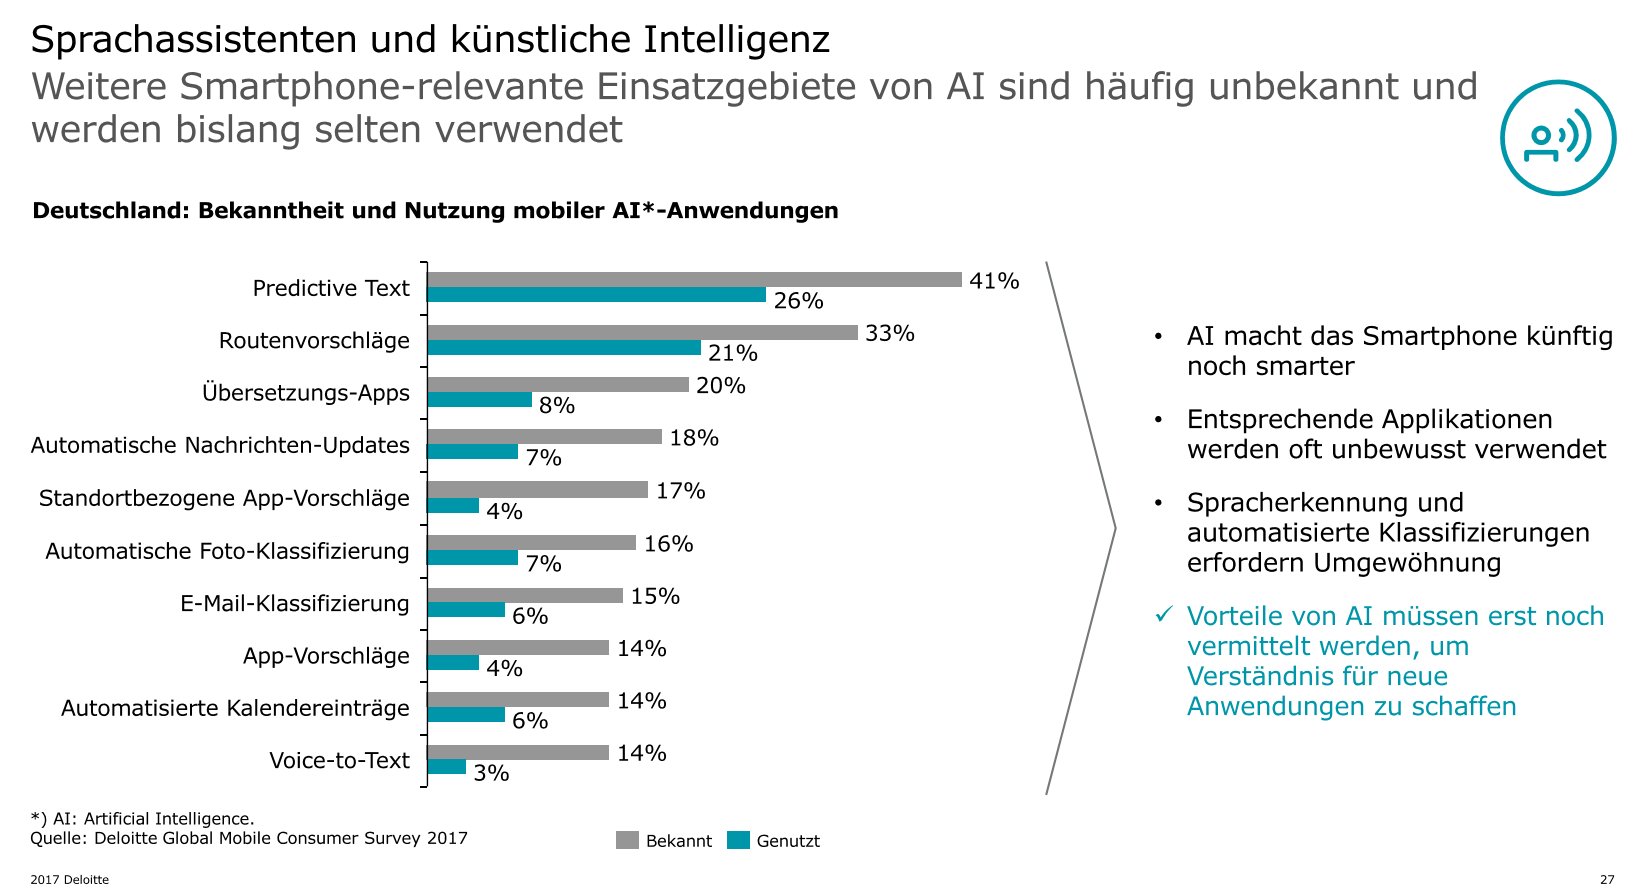 Sprachassistenten und künstliche Intelligenz
Weitere Smartphone-relevante Einsatzgebiete von AI sind häufig unbekannt und
werden bislang selten verwendet
Deutschland: Bekanntheit und Nutzung mobiler AI*-Anwendungen
Predictive Text
41%
26%
Routenvorschläge
33%
21%
Übersetzungs-Apps
20%
8%
Automatische Nachrichten-Updates
18%
7%
Standortbezogene App-Vorschläge
17%
4%
Automatische Foto-Klassifizierung
16%
7%
E-Mail-Klassifizierung
15%
6%
App-Vorschläge
14%
4%
Automatisierte Kalendereinträge
14%
6%
Voice-to-Text
14%
3%
• AI macht das Smartphone künftig
noch smarter
• Entsprechende Applikationen
werden oft unbewusst verwendet
• Spracherkennung und
automatisierte Klassifizierungen
erfordern Umgewöhnung
✓ Vorteile von AI müssen erst noch
vermittelt werden, um
Verständnis für neue
Anwendungen zu schaffen
*) AI: Artificial Intelligence.
Quelle: Deloitte Global Mobile Consumer Survey 2017
Bekannt
Genutzt
2017 Deloitte
27